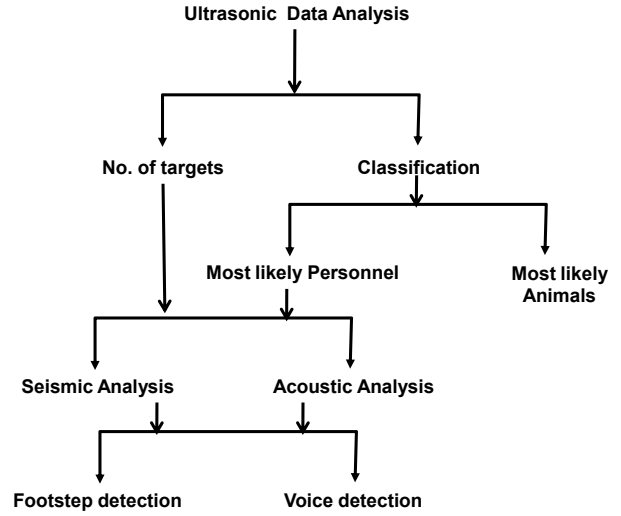 Ultrasonic Data Analysis
No. of targets
Classification
Most likely Personnel
Most likely
Animals
Seismic Analysis
Acoustic Analysis
Footstep detection
Voice detection